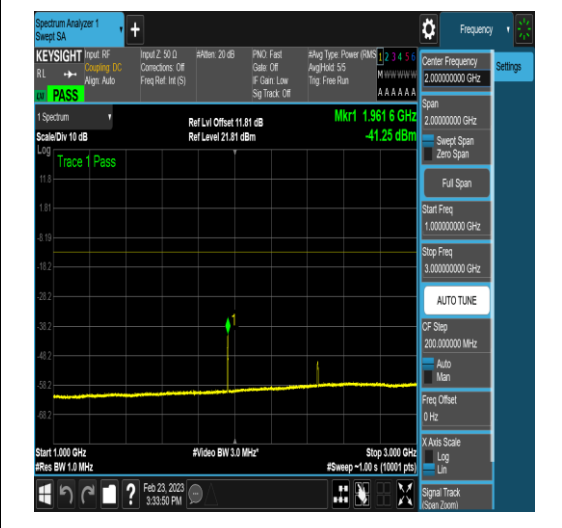 Spectrum Analyzer 1
Swept SA
Frequency
KEYSIGHT
RL
Input: RF
Coupling: DC
Align: Auto
PASS
Input Z: 50 Ω
Corrections: Off
Freq Ref: Int (S)
#Atten: 20 dB
PNO: Fast
Gate: Off
IF Gain: Low
Sig Track: Off
#Avg Type: Power (RMS
Avg|Hold: 5/5
Trig: Free Run
1 2 3 4 5 6
M W W W W W
A A A A A A
1 Spectrum
Scale/Div 10 dB
Ref Lvl Offset 11.81 dB
Ref Level 21.81 dBm
Mkr1 1.961 6 GHz
-41.25 dBm
Log
Trace 1 Pass
11.8
1.81
-8.19
-18.2
-28.2
-38.2
-48.2
-58.2
-68.2
1
Start 1.000 GHz
#Res BW 1.0 MHz
#Video BW 3.0 MHz*
Stop 3.000 GHz
#Sweep ~1.00 s (10001 pts)
Feb 23, 2023
3:33:50 PM
?
Center Frequency
2.000000000 GHz
Settings
Span
2.00000000 GHz
Swept Span
Zero Span
Full Span
Start Freq
1.000000000 GHz
Stop Freq
3.000000000 GHz
AUTO TUNE
CF Step
200.000000 MHz
Auto
Man
Freq Offset
0 Hz
X Axis Scale
Log
Lin
Signal Track
(Span Zoom)